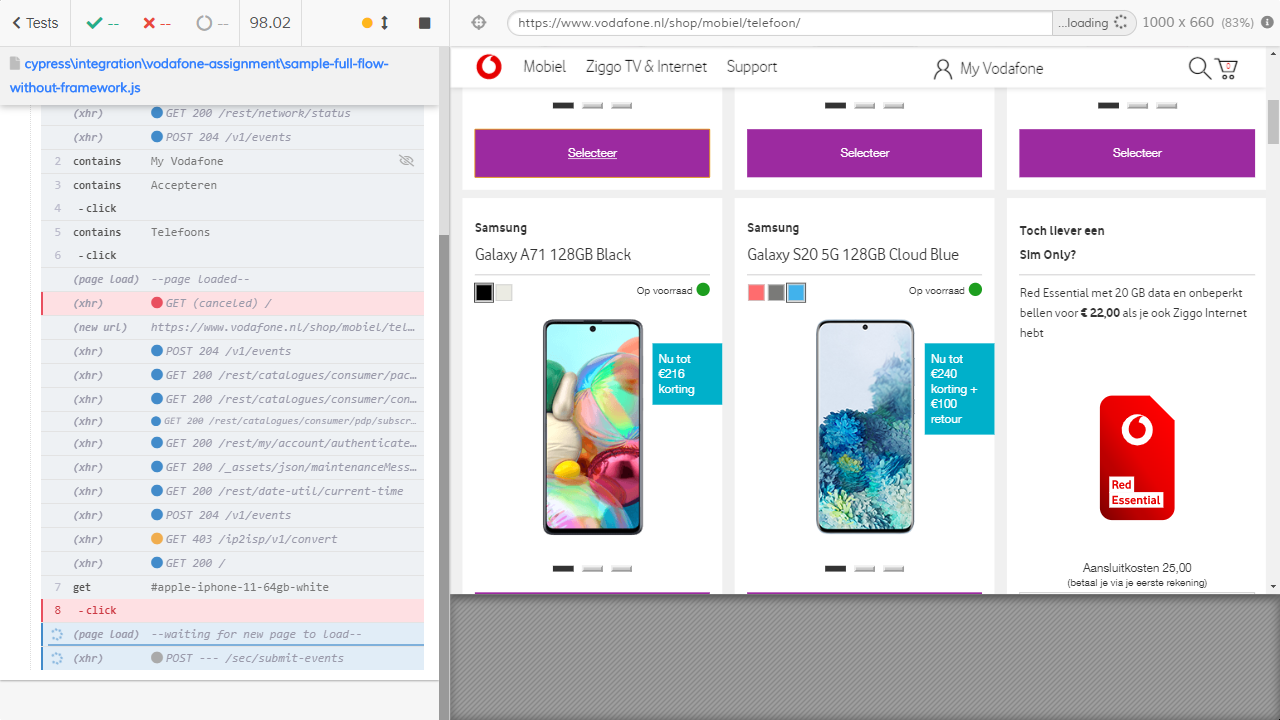 Tests
--
--
--
98.02
https://www.vodafone.nl/shop/mobiel/telefoon/
...loading
1000 x 660 (83%)
cypress\integration\vodafone-assignment\sample-full-flow-
without-framework.js
(xhr) GET 200 /rest/network/status
(xhr) POST 204 /v1/events
2 contains My Vodafone
3 contains Accepteren
4 - click
5 contains Telefoons
6 - click
(page load) --page loaded--
(xhr) GET (canceled) /
(new url) https://www.vodafone.nl/shop/mobiel/tel...
(xhr) POST 204 /v1/events
(xhr) GET 200 /rest/catalogues/consumer/pac...
(xhr) GET 200 /rest/catalogues/consumer/con...
(xhr) GET 200 /rest/catalogues/consumer/pdp/subscr...
(xhr) GET 200 /rest/my/account/authenticate...
(xhr) GET 200 /_assets/json/maintenanceMess...
(xhr) GET 200 /rest/date-util/current-time
(xhr) POST 204 /v1/events
(xhr) GET 403 /ip2isp/v1/convert
(xhr) GET 200 /
7 get #apple-iphone-11-64gb-white
8 - click
(page load) --waiting for new page to load--
(xhr) POST --- /sec/submit-events
Mobiel
Ziggo TV & Internet
Support
My Vodafone
0
Selecteer
Selecteer
Selecteer
Samsung
Galaxy A71 128GB Black
Op voorraad
Nu tot
€216
korting
Samsung
Galaxy S20 5G 128GB Cloud Blue
Op voorraad
Nu tot
€240
korting +
€100
retour
Toch liever een
Sim Only?
Red Essential met 20 GB data en onbeperkt
bellen voor € 22,00 als je ook Ziggo Internet
hebt
Red
Essential
Aansluitkosten 25,00
(betaal je via je eerste rekening)